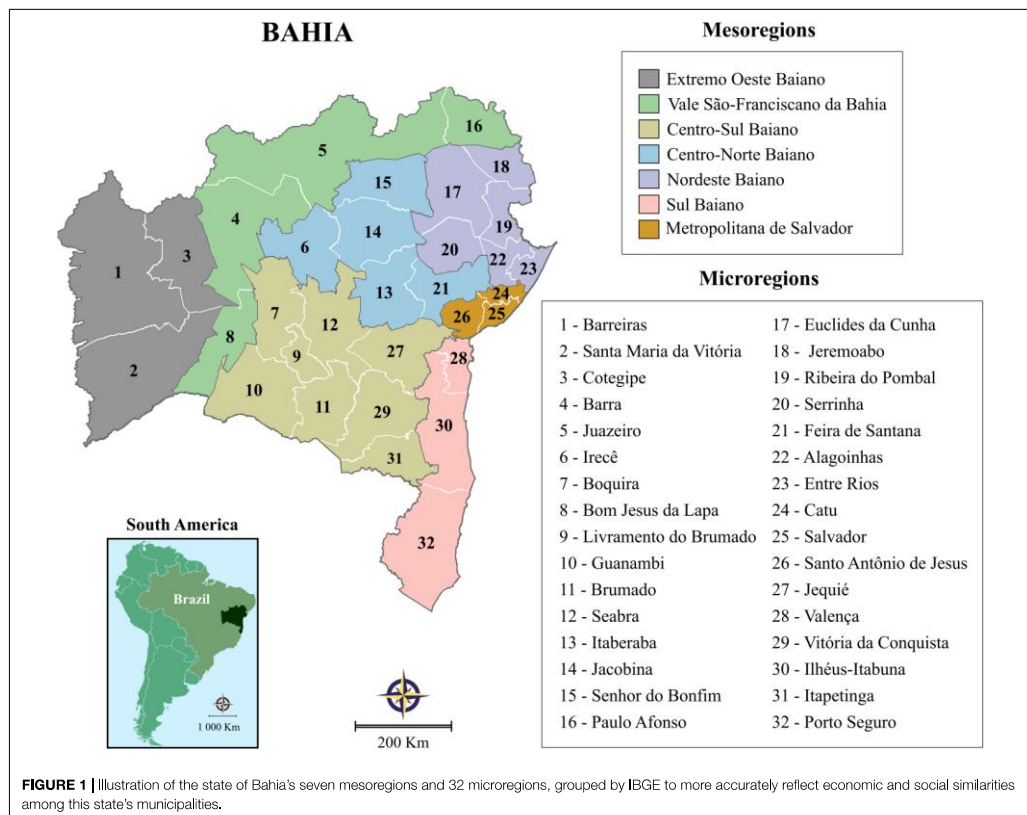 BAHIA
Mesoregions
Extremo Oeste Baiano
Vale São-Franciscano da Bahia
Centro-Sul Baiano
Centro-Norte Baiano
Nordeste Baiano
Sul Baiano
Metropolitana de Salvador
16
5
18
15
17
4
19
14
6
20
3
22
1
23
21
13
24
7
26
25
12
8
27
9
28
2
10
11
29
30
31
32
Microregions
1 - Barreiras
2 - Santa Maria da Vitória
3 - Cotegipe
4 - Barra
5 - Juazeiro
6 - Irecê
7 - Boquira
8 - Bom Jesus da Lapa
9 - Livramento do Brumado
10 - Guanambi
11 - Brumado
12 - Seabra
13 - Itaberaba
14 - Jacobina
15 - Senhor do Bonfim
16 - Paulo Afonso
17 - Euclides da Cunha
18 - Jeremoabo
19 - Ribeira do Pombal
20 - Serrinha
21 - Feira de Santana
22 - Alagoinhas
23 - Entre Rios
24 - Catu
25 - Salvador
26 - Santo Antônio de Jesus
27 - Jequié
28 - Valença
29 - Vitória da Conquista
30 - Ilhéus-Itabuna
31 - Itapetinga
32 - Porto Seguro
South America
Brazil
1 000 Km
200 Km
FIGURE 1 | Illustration of the state of Bahia's seven mesoregions and 32 microregions, grouped by IBGE to more accurately reflect economic and social similarities
among this state's municipalities.